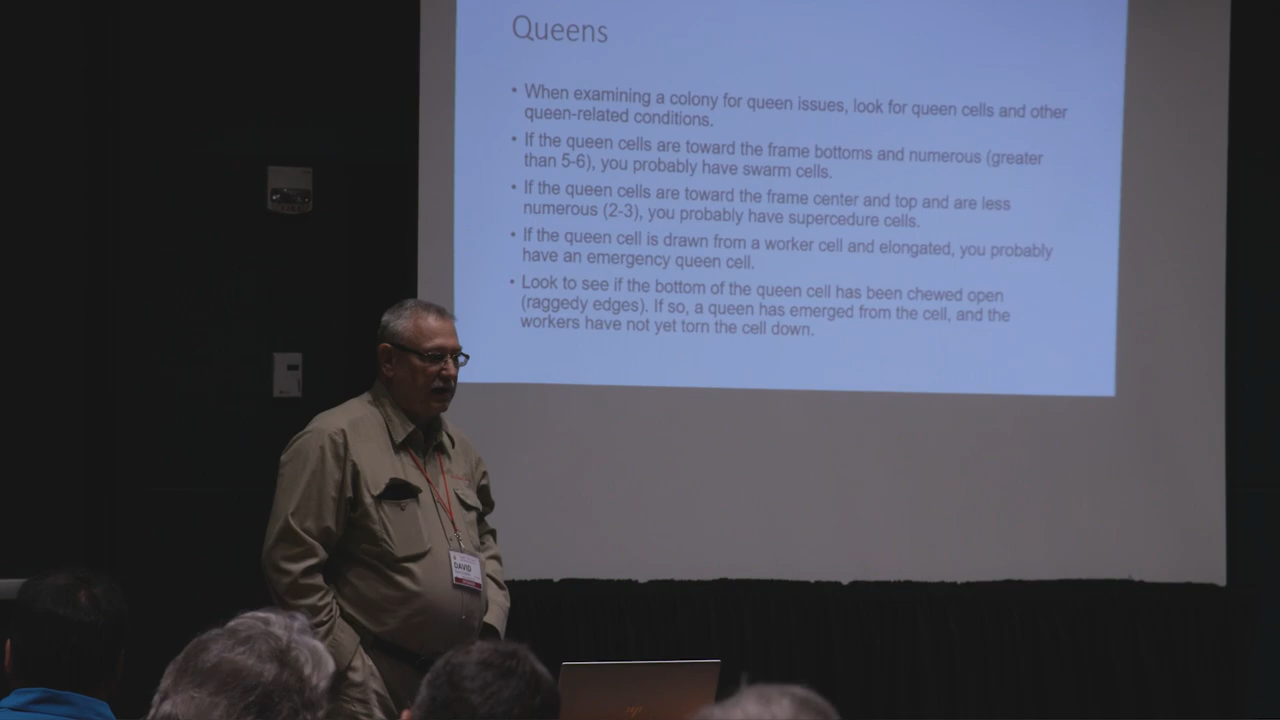 Queens
• When examining a colony for queen issues, look for queen cells and other
queen-related conditions.
• If the queen cells are toward the frame bottoms and numerous (greater
than 5-6), you probably have swarm cells.
• If the queen cells are toward the frame center and top and are less
numerous (2-3), you probably have supercedure cells.
• If the queen cell is drawn from a worker cell and elongated, you probably
have an emergency queen cell.
• Look to see if the bottom of the queen cell has been chewed open
(raggedy edges). If so, a queen has emerged from the cell, and the
workers have not yet torn the cell down.
DAVID
hp